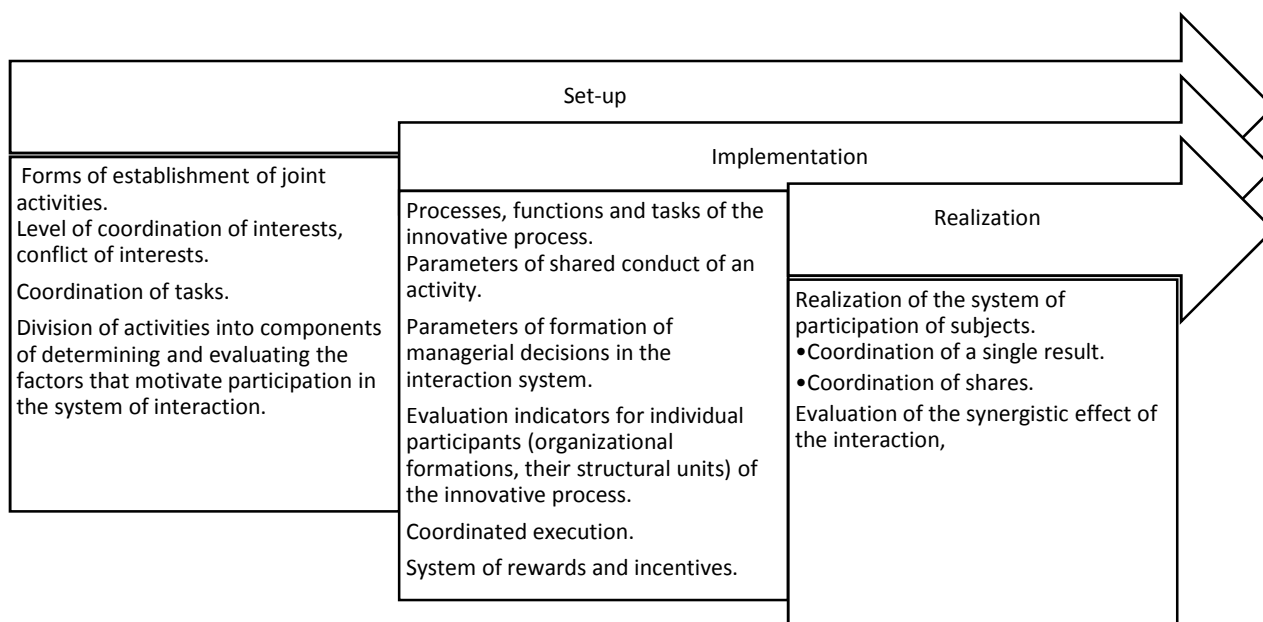 Set-up
Forms of establishment of joint
activities.
Level of coordination of interests,
conflict of interests.
Coordination of tasks.
Division of activities into components
of determining and evaluating the
factors that motivate participation in
the system of interaction.
Implementation
Processes, functions and tasks of the
innovative process.
Parameters of shared conduct of an
activity.
Parameters of formation of
managerial decisions in the
interaction system.
Evaluation indicators for individual
participants (organizational
formations, their structural units) of
the innovative process.
Coordinated execution.
System of rewards and incentives.
Realization
Realization of the system of
participation of subjects.
•Coordination of a single result.
•Coordination of shares.
Evaluation of the synergistic effect of
the interaction,